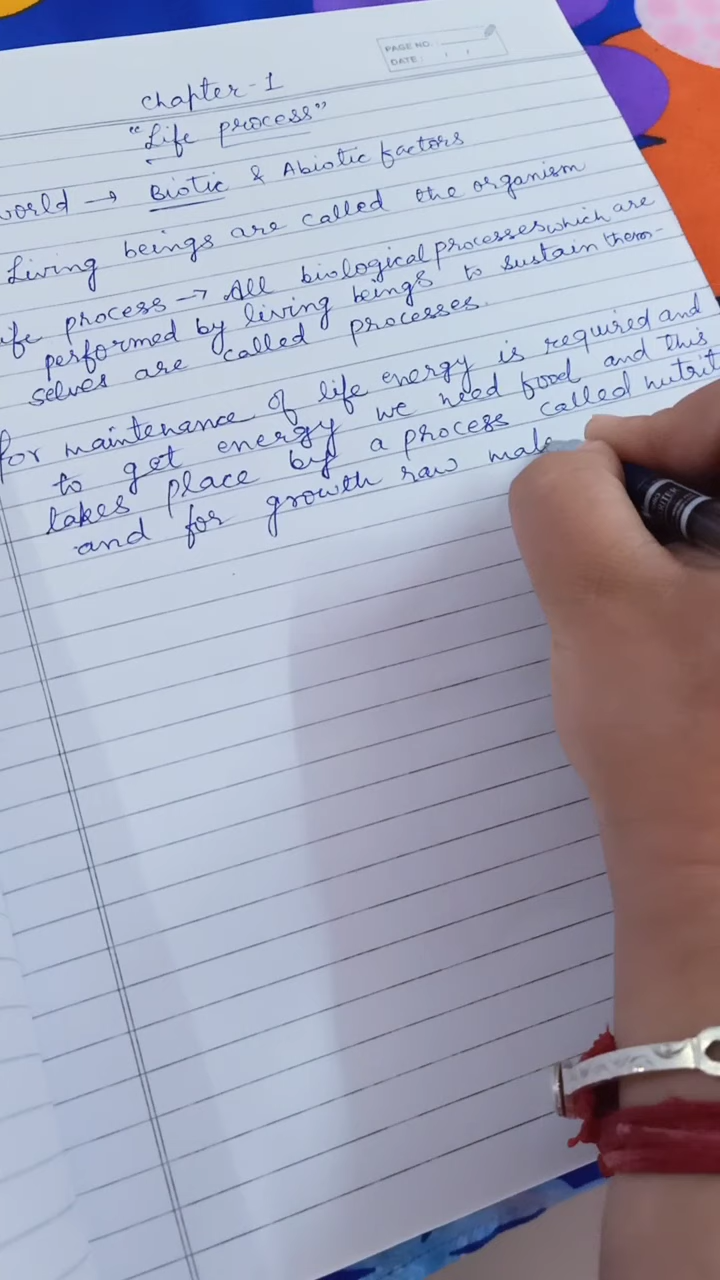 PAGE NO.:
DATE:
Chapter-1
"Life process"
world → Biotic & Abiotic factors
Living beings are called the organism
ife process → All biological processes which are
performed by living beings to sustain them-
selves are called processes.
for maintenance of life energy is required and
to get energy we need food and this
takes place by a process called nutrit
and for growth raw mate